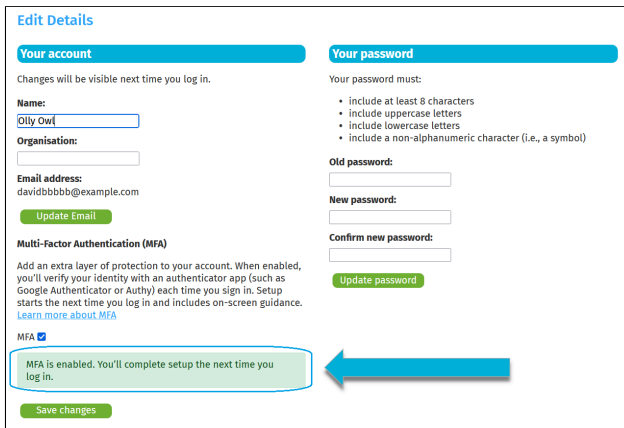 Edit Details
Your account
Changes will be visible next time you log in.
Name:
Olly Owl
Organisation:
Email address:
davidbbbbb@example.com
Update Email
Multi-Factor Authentication (MFA)
Add an extra layer of protection to your account. When enabled,
you'll verify your identity with an authenticator app (such as
Google Authenticator or Authy) each time you sign in. Setup
starts the next time you log in and includes on-screen guidance.
Learn more about MFA
MFA
MFA is enabled. You'll complete setup the next time you
log in.
Save changes
Your password
Your password must:
• include at least 8 characters
• include uppercase letters
• include lowercase letters
• include a non-alphanumeric character (i.e., a symbol)
Old password:
New password:
Confirm new password:
Update password